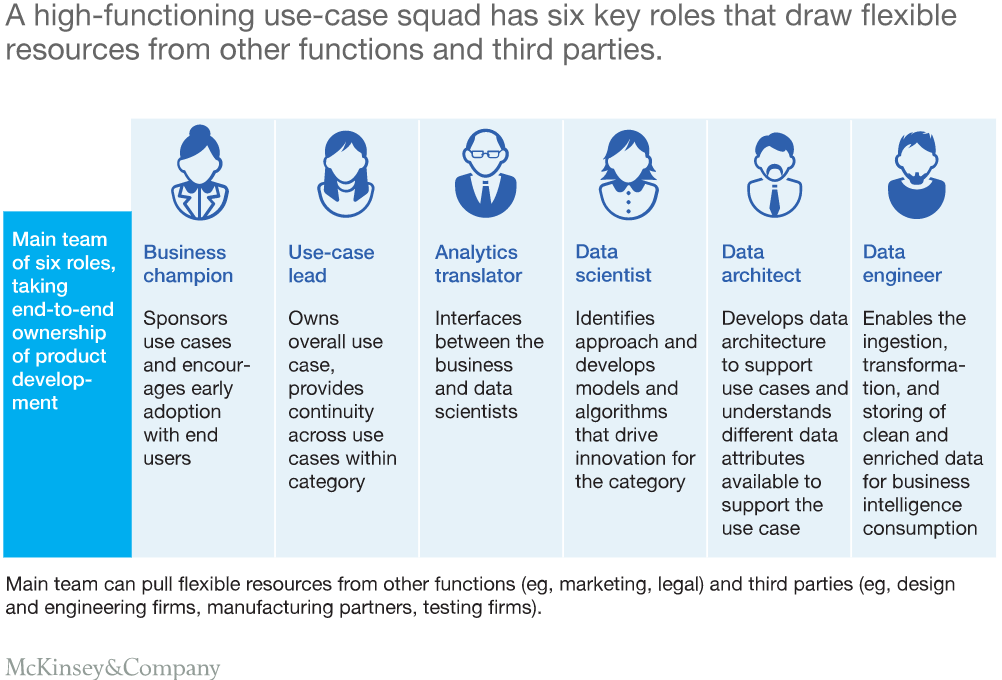 A high-functioning use-case squad has six key roles that draw flexible
resources from other functions and third parties.
Main team
of six roles,
taking
end-to-end
ownership
of product
develop-
ment
Business
champion
Sponsors
use cases
and encour-
ages early
adoption
with end
users
Use-case
lead
Owns
overall use
case,
provides
continuity
across use
cases within
category
Analytics
translator
Interfaces
between the
business
and data
scientists
Data
scientist
Identifies
approach and
develops
models and
algorithms
that drive
innovation for
the category
Data
architect
Develops data
architecture
to support
use cases and
understands
different data
attributes
available to
support the
use case
Data
engineer
Enables the
ingestion,
transforma-
tion, and
storing of
clean and
enriched data
for business
intelligence
consumption
Main team can pull flexible resources from other functions (eg, marketing, legal) and third parties (eg, design
and engineering firms, manufacturing partners, testing firms).
McKinsey&Company